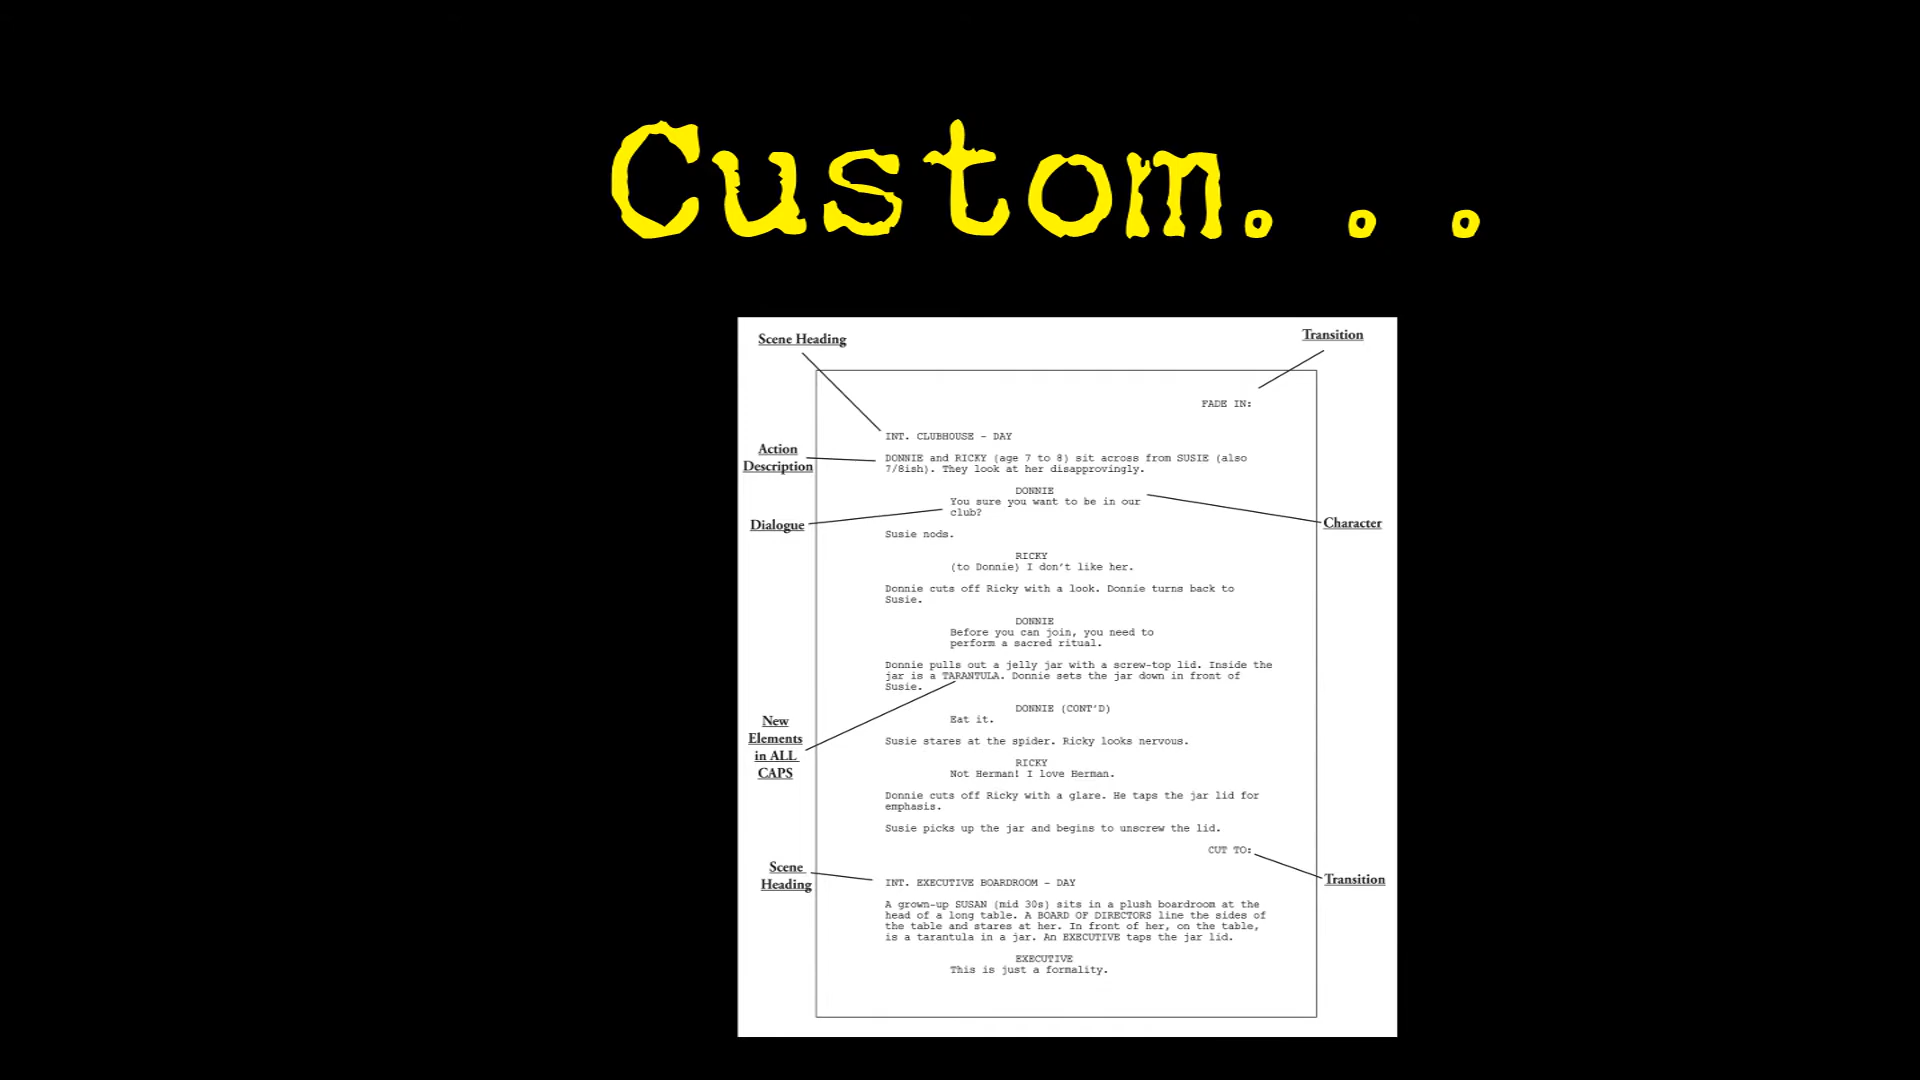 Custom. . .
Scene Heading
Transition
FADE IN:
INT. CLUBHOUSE - DAY
Action
Description
DONNIE and RICKY (age 7 to 8) sit across from SUSIE (also
7/8ish). They look at her disapprovingly.
DONNIE
You sure you want to be in our
club?
Dialogue
Character
Susie nods.
RICKY
(to Donnie) I don't like her.
Donnie cuts off Ricky with a look. Donnie turns back to
Susie.
DONNIE
Before you can join, you need to
perform a sacred ritual.
Donnie pulls out a jelly jar with a screw-top lid. Inside the
jar is a TARANTULA. Donnie sets the jar down in front of
Susie.
New
Elements
in ALL
CAPS
DONNIE (CONT'D)
Eat it.
Susie stares at the spider. Ricky looks nervous.
RICKY
Not Herman! I love Herman.
Donnie cuts off Ricky with a glare. He taps the jar lid for
emphasis.
Susie picks up the jar and begins to unscrew the lid.
CUT TO:
Scene
Heading
Transition
INT. EXECUTIVE BOARDROOM - DAY
A grown-up SUSAN (mid 30s) sits in a plush boardroom at the
head of a long table. A BOARD OF DIRECTORS line the sides of
the table and stares at her. In front of her, on the table,
is a tarantula in a jar. An EXECUTIVE taps the jar lid.
EXECUTIVE
This is just a formality.